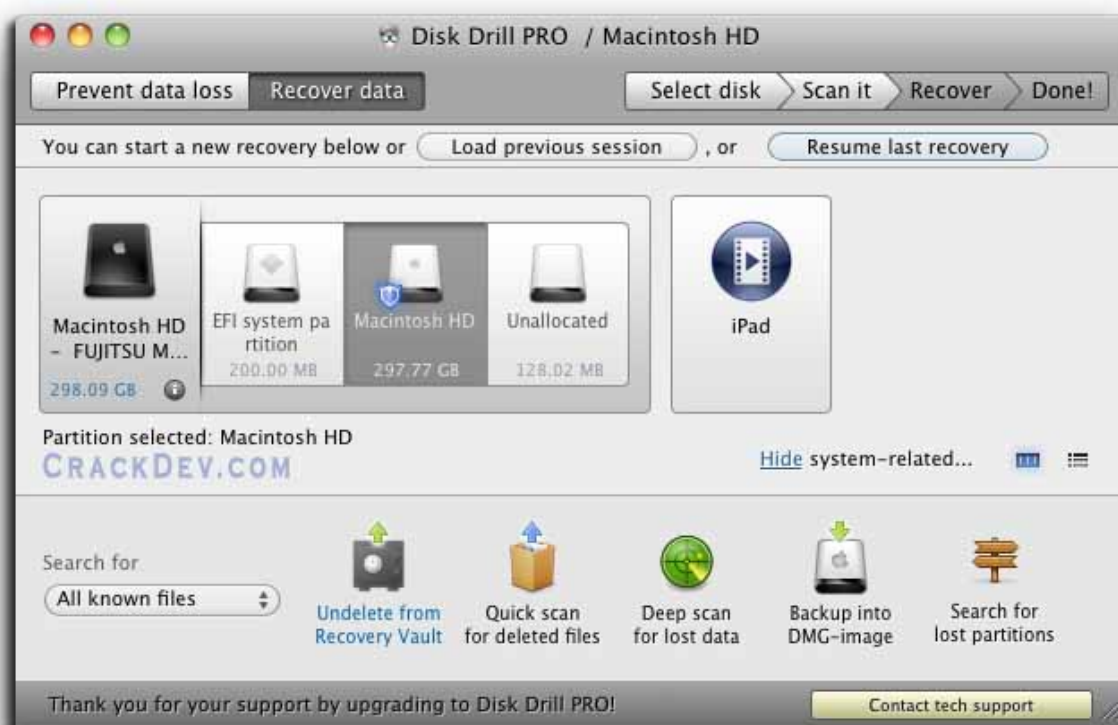 Disk Drill PRO / Macintosh HD
Prevent data loss
Recover data
Select disk
Scan it
Recover
Done!
You can start a new recovery below or
Load previous session
, or
Resume last recovery
Macintosh HD
- FUJITSU M...
298.09 GB
EFI system pa
rtition
200.00 MB
Macintosh HD
297.77 GB
Unallocated
128.02 MB
iPad
Partition selected: Macintosh HD
CRACKDEV.COM
Hide system-related...
Search for
All known files
Undelete from
Recovery Vault
Quick scan
for deleted files
Deep scan
for lost data
Backup into
DMG-image
Search for
lost partitions
Thank you for your support by upgrading to Disk Drill PRO!
Contact tech support